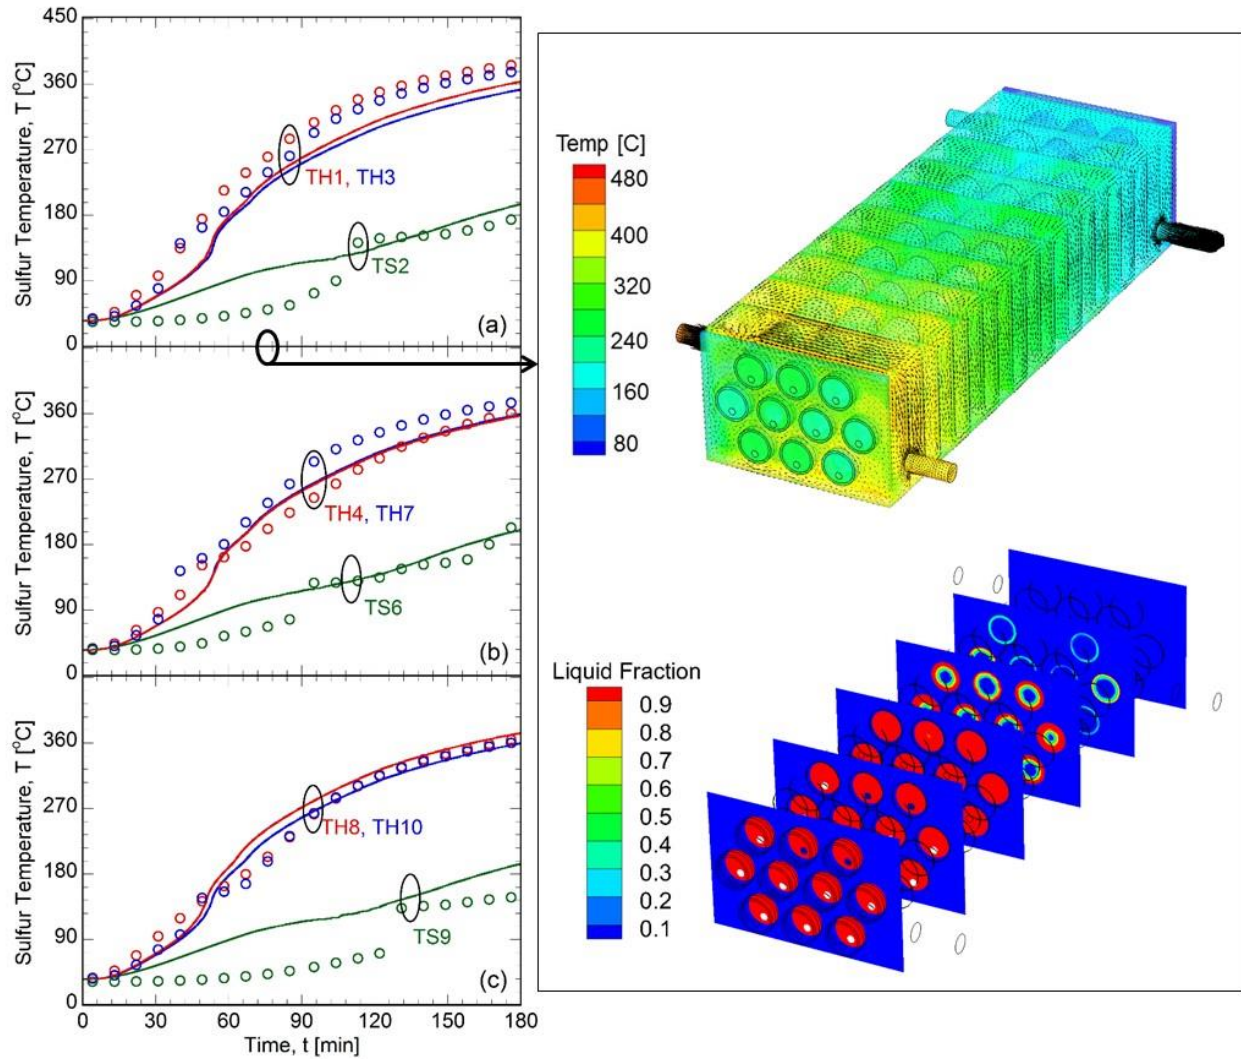 450
360
270
180
90
0
Sulfur Temperature, T [°C]
TH1, TH3
TS2
(a)
360
270
180
90
0
Sulfur Temperature, T [°C]
TH4, TH7
TS6
(b)
360
270
180
90
0
Sulfur Temperature, T [°C]
TH8, TH10
TS9
(c)
0 30 60 90 120 150 180
Time, t [min]
Temp [C]
480
400
320
240
160
80
Liquid Fraction
0.9
0.8
0.7
0.6
0.5
0.4
0.3
0.2
0.1